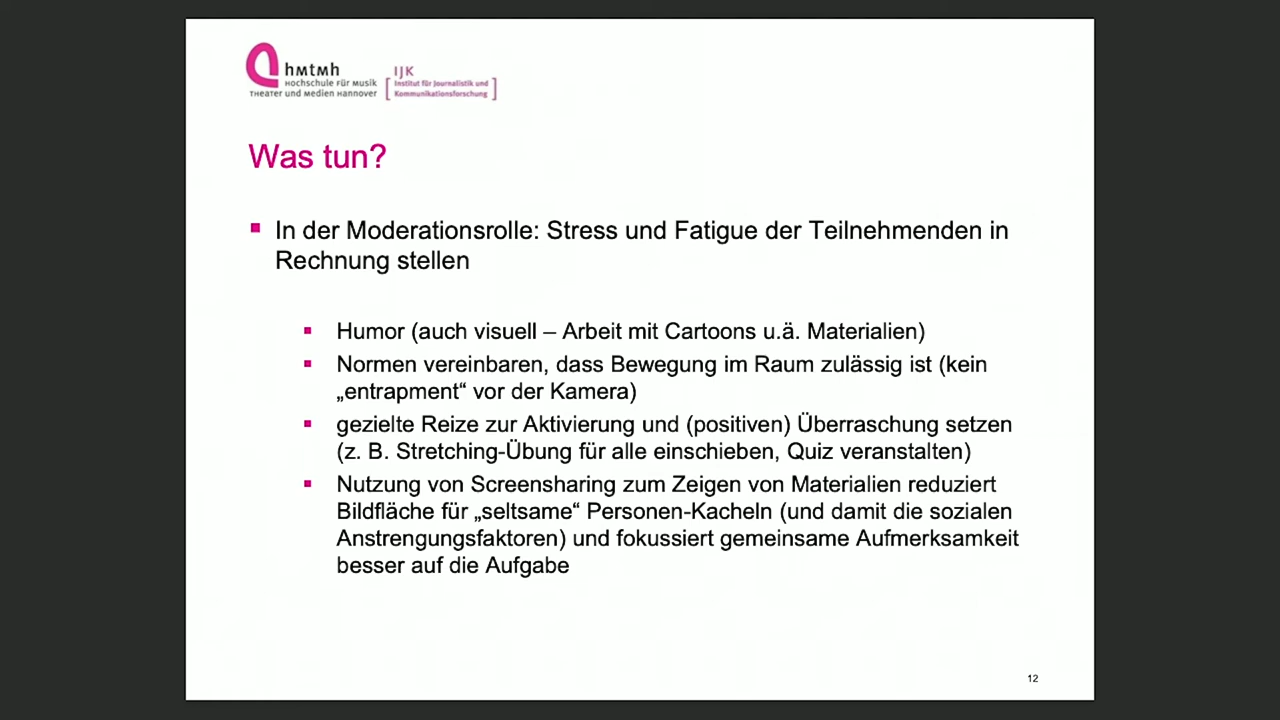 hмtмh
Hochschule für Musik
Theater und Medien Hannover
IJK
Institut für Journalistik und
Kommunikationsforschung
Was tun?
In der Moderationsrolle: Stress und Fatigue der Teilnehmenden in
Rechnung stellen
Humor (auch visuell – Arbeit mit Cartoons u.ä. Materialien)
Normen vereinbaren, dass Bewegung im Raum zulässig ist (kein
„entrapment“ vor der Kamera)
gezielte Reize zur Aktivierung und (positiven) Überraschung setzen
(z. B. Stretching-Übung für alle einschieben, Quiz veranstalten)
Nutzung von Screensharing zum Zeigen von Materialien reduziert
Bildfläche für „seltsame“ Personen-Kacheln (und damit die sozialen
Anstrengungsfaktoren) und fokussiert gemeinsame Aufmerksamkeit
besser auf die Aufgabe
12